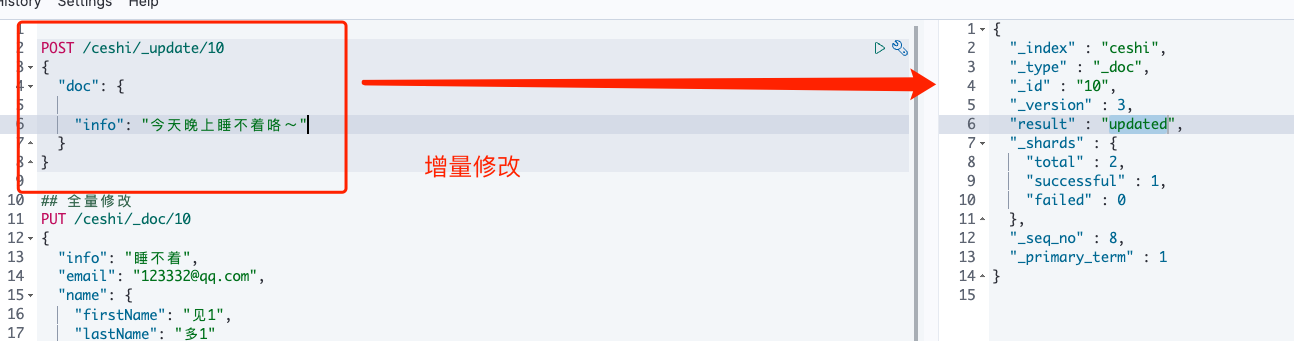 History Settings Help
1
2 POST /ceshi/_update/10
3 {
4 "doc": {
5
6 "info": "今天晚上睡不着咯～"
7 }
8 }
9
10 ## 全量修改
11 PUT /ceshi/_doc/10
12 {
13 "info": "睡不着",
14 "email": "123332@qq.com",
15 "name": {
16 "firstName": "见1",
17 "lastName": "多1"
增量修改
1 {
2 "_index" : "ceshi",
3 "_type" : "_doc",
4 "_id" : "10",
5 "_version" : 3,
6 "result" : "updated",
7 "_shards" : {
8 "total" : 2,
9 "successful" : 1,
10 "failed" : 0
11 },
12 "_seq_no" : 8,
13 "_primary_term" : 1
14 }
15